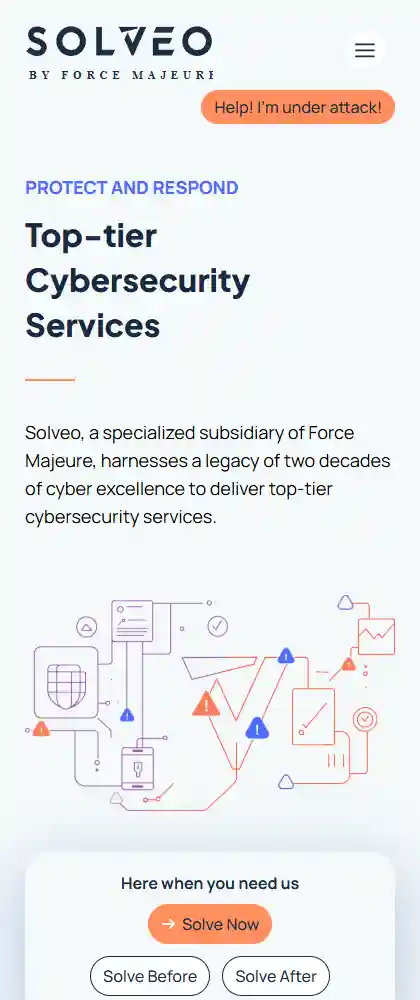 SOLVEO
BY FORCE MAJEURE
Help! I'm under attack!
PROTECT AND RESPOND
Top-tier
Cybersecurity
Services
Solveo, a specialized subsidiary of Force
Majeure, harnesses a legacy of two decades
of cyber excellence to deliver top-tier
cybersecurity services.
Here when you need us
→ Solve Now
Solve Before
Solve After